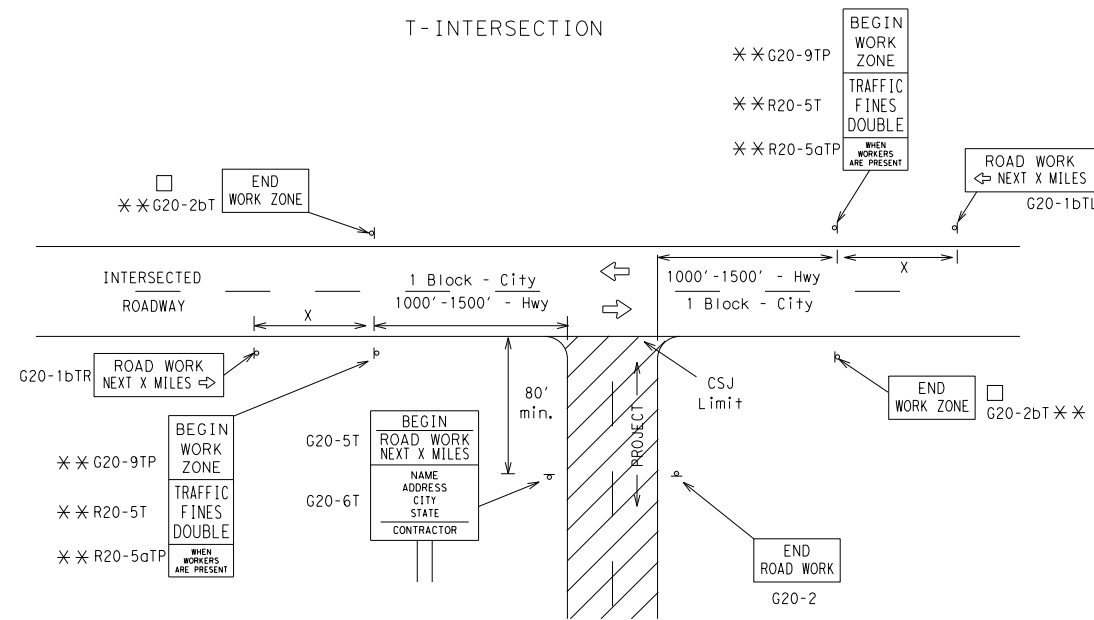 T-INTERSECTION
BEGIN
WORK
ZONE
TRAFFIC
FINES
DOUBLE
WHEN
WORKERS
ARE PRESENT
**G20-9TP
**R20-5T
**R20-5aTP
ROAD WORK
⇦ NEXT X MILES
G20-1bTL
END
WORK ZONE
□
**G20-2bT
INTERSECTED
ROADWAY
1 Block - City
1000'-1500' - Hwy
X
1000'-1500' - Hwy
1 Block - City
X
G20-1bTR
ROAD WORK
NEXT X MILES ⇨
80'
min.
PROJECT
CSJ
Limit
END
WORK ZONE
□
G20-2bT**
BEGIN
WORK
ZONE
TRAFFIC
FINES
DOUBLE
WHEN
WORKERS
ARE PRESENT
**G20-9TP
**R20-5T
**R20-5aTP
G20-5T
BEGIN
ROAD WORK
NEXT X MILES
G20-6T
NAME
ADDRESS
CITY
STATE
CONTRACTOR
END
ROAD WORK
G20-2